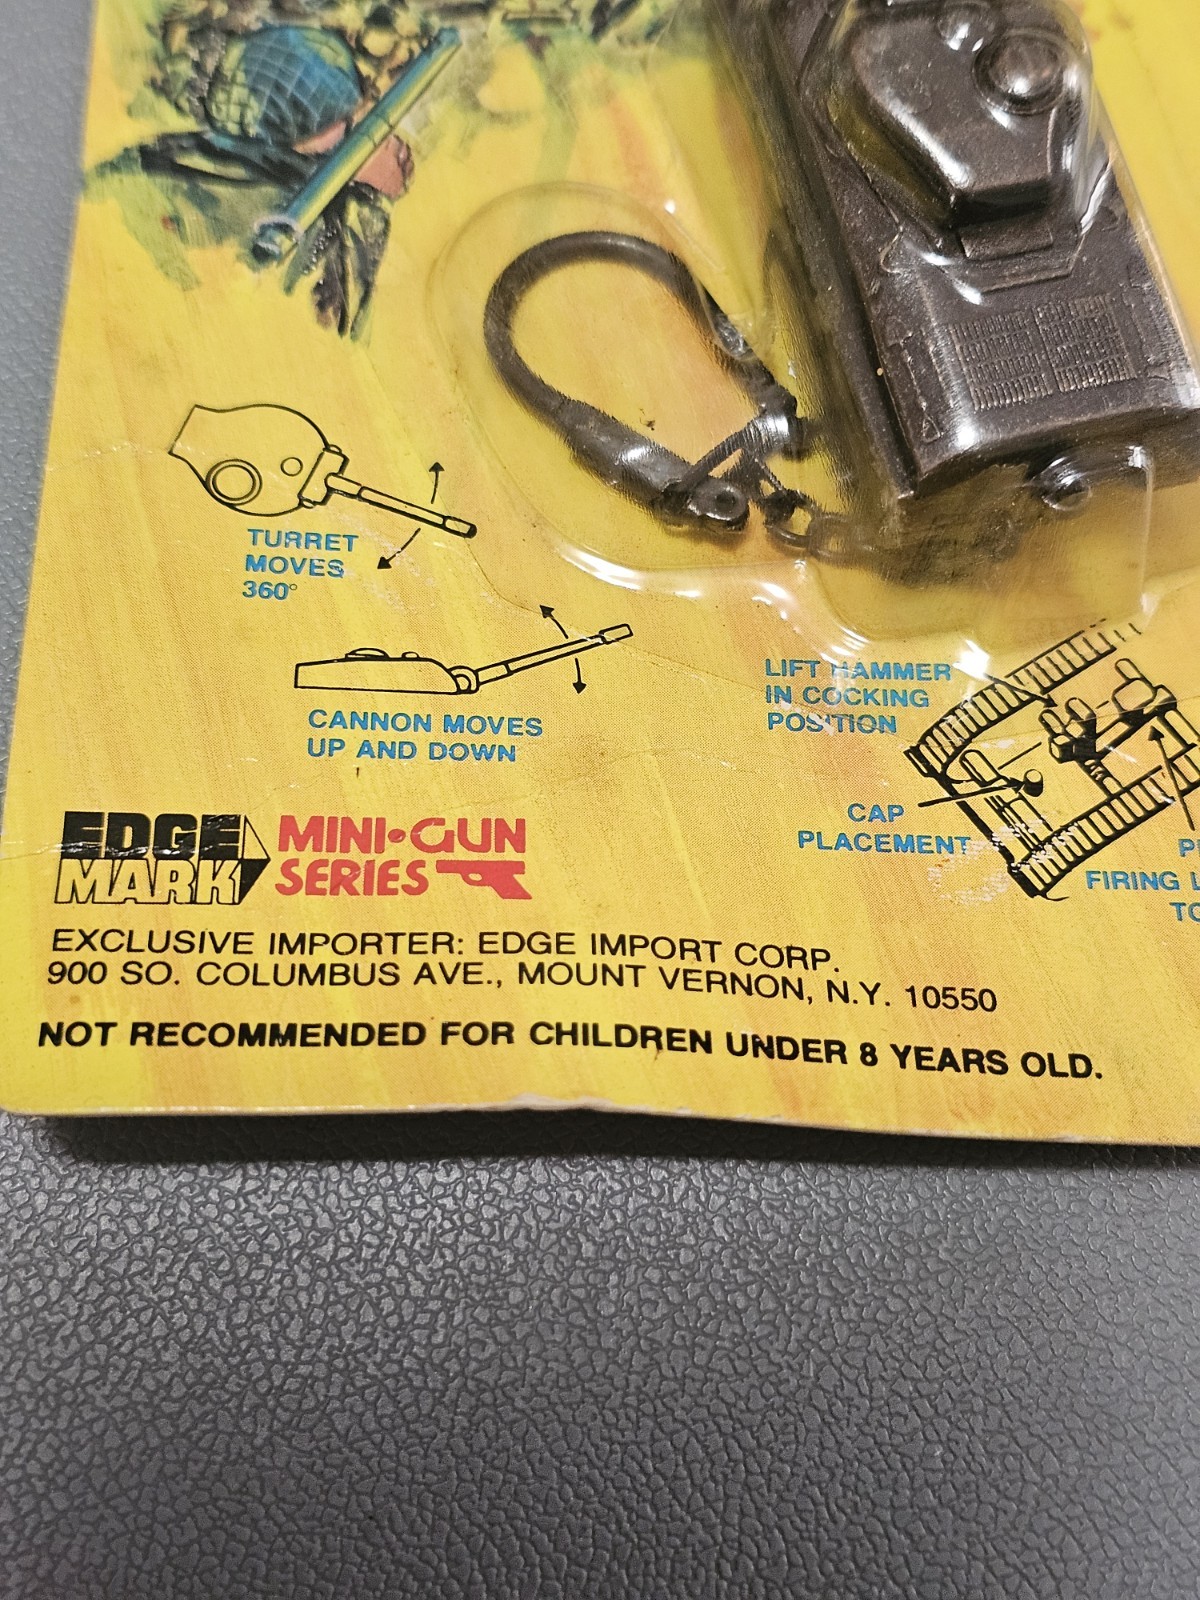 TURRET
MOVES
360°
CANNON MOVES
UP AND DOWN
LIFT HAMMER
IN COCKING
POSITION
CAP
PLACEMENT
FIRING
EDGE
MARK
MINI•GUN
SERIES
EXCLUSIVE IMPORTER: EDGE IMPORT CORP.
900 SO. COLUMBUS AVE., MOUNT VERNON, N.Y. 10550
NOT RECOMMENDED FOR CHILDREN UNDER 8 YEARS OLD.